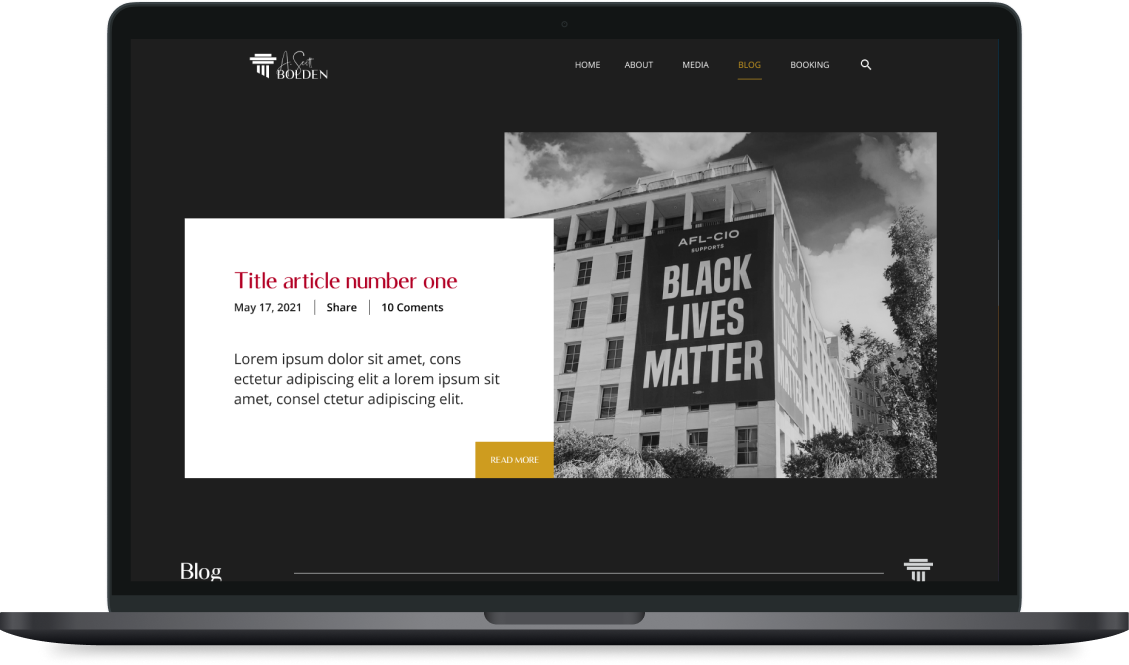 A. Scott
BOLDEN
HOME ABOUT MEDIA BLOG BOOKING
AFL-CIO
SUPPORTS
BLACK
LIVES
MATTER
Title article number one
May 17, 2021 | Share | 10 Coments
Lorem ipsum dolor sit amet, cons
ectetur adipiscing elit a lorem ipsum sit
amet, consel ctetur adipiscing elit.
READ MORE
Blog